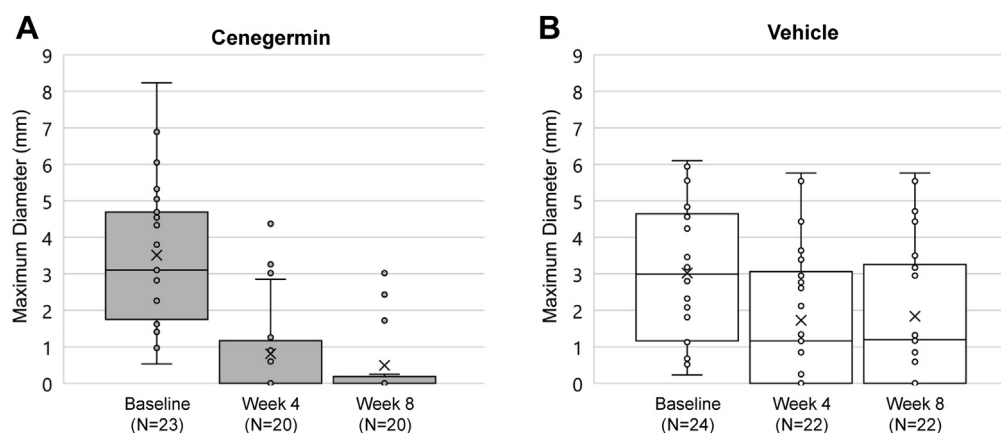 A
Cenegermin
Maximum Diameter (mm)
9
8
7
6
5
4
3
2
1
0
Baseline
(N=23)
Week 4
(N=20)
Week 8
(N=20)
B
Vehicle
Maximum Diameter (mm)
9
8
7
6
5
4
3
2
1
0
Baseline
(N=24)
Week 4
(N=22)
Week 8
(N=22)